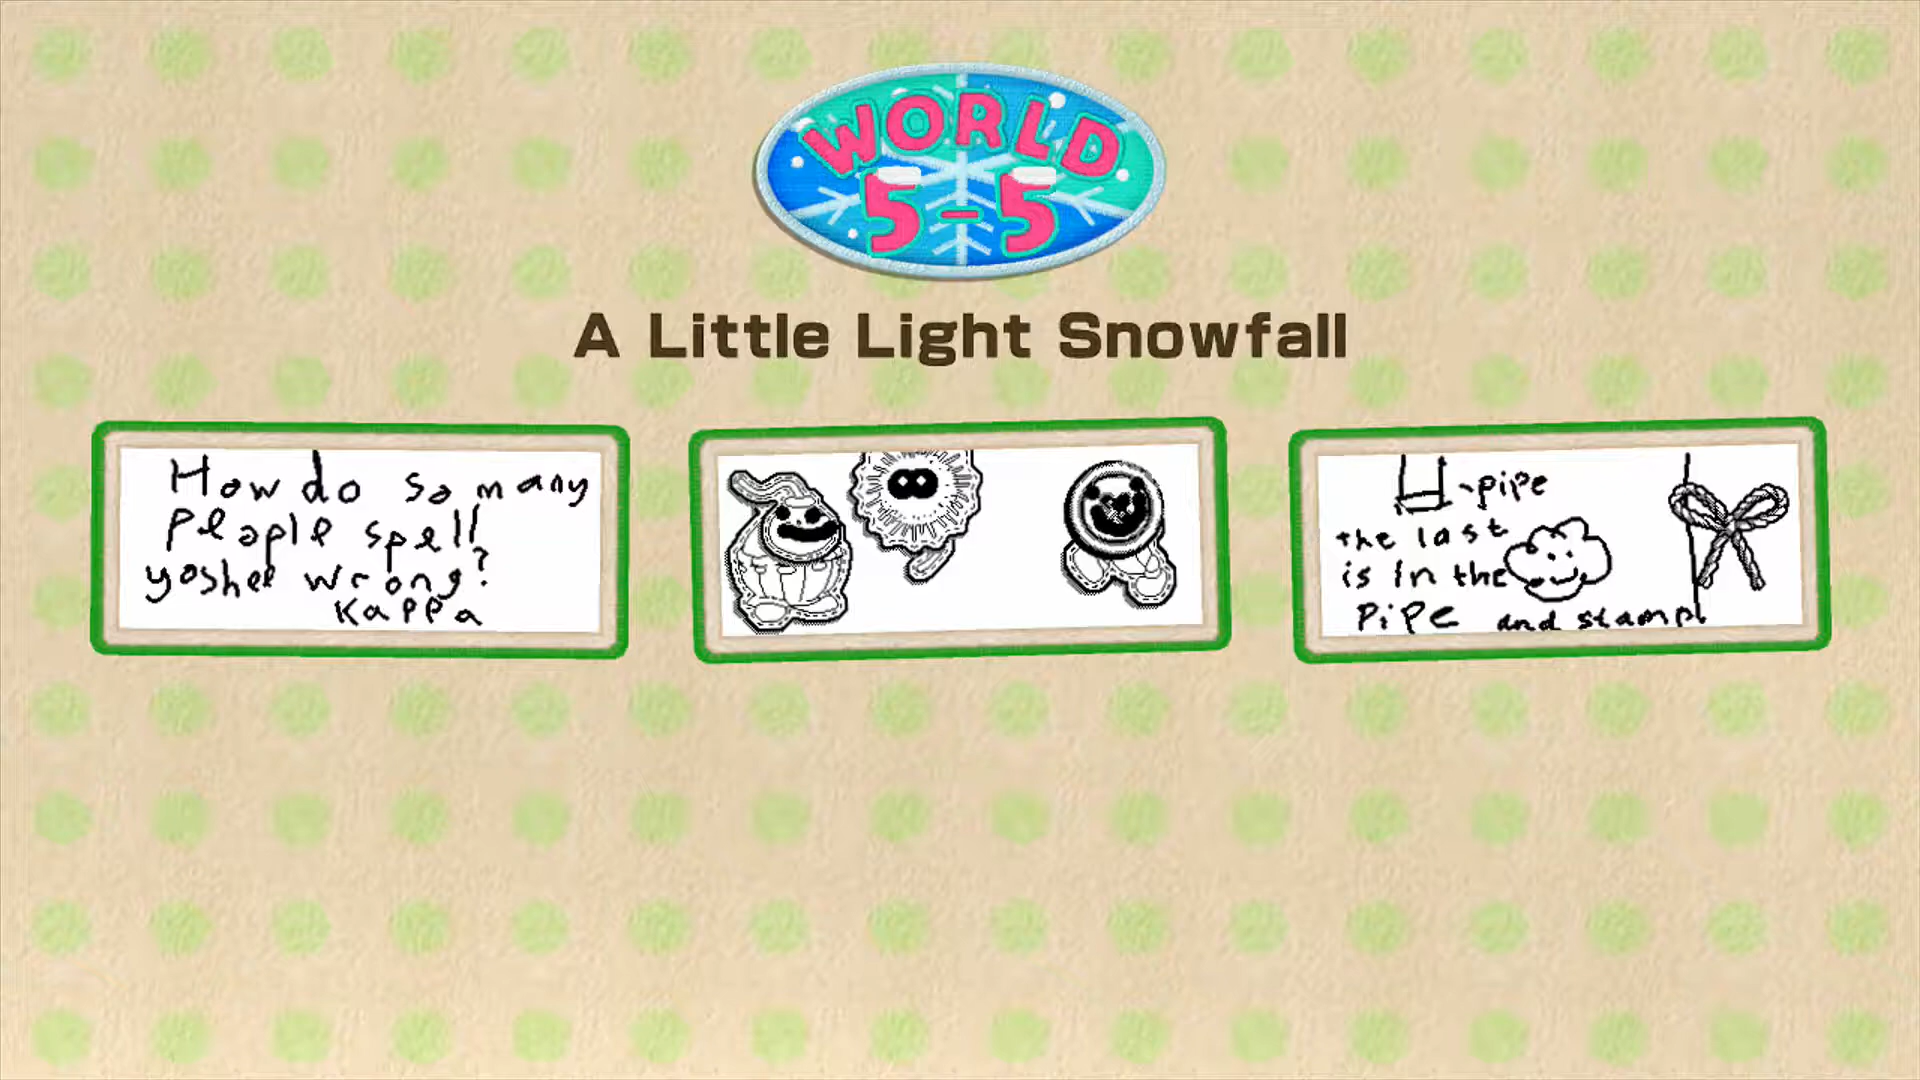 WORLD
5-5
A Little Light Snowfall
How do so many
people spell
yoshee wrong?
Kappa
-pipe
the last
is in the
Pipe and stamp